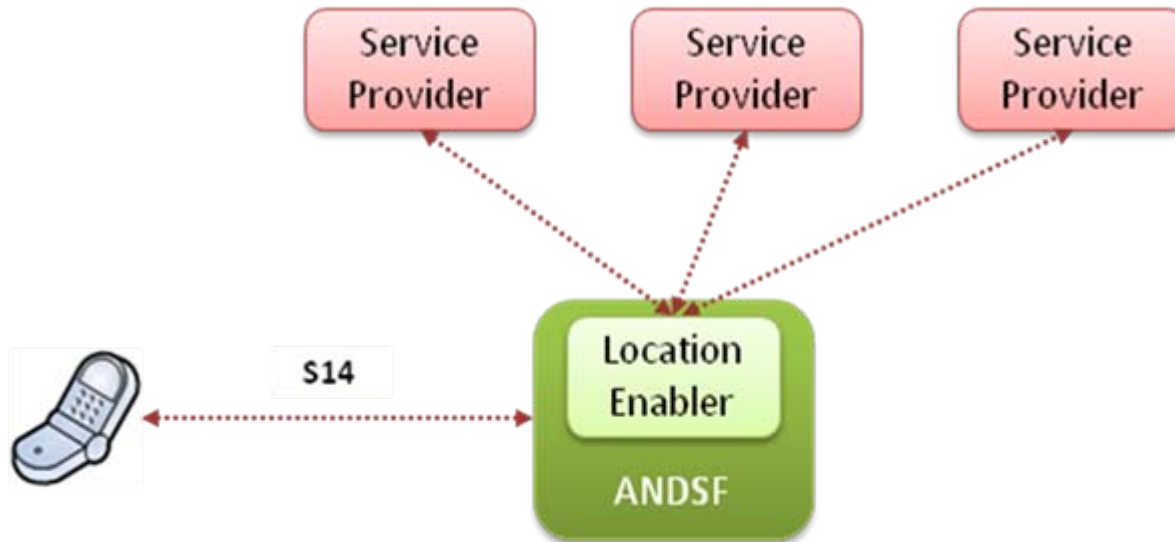 Service
Provider
Service
Provider
Service
Provider
S14
Location
Enabler
ANDSF